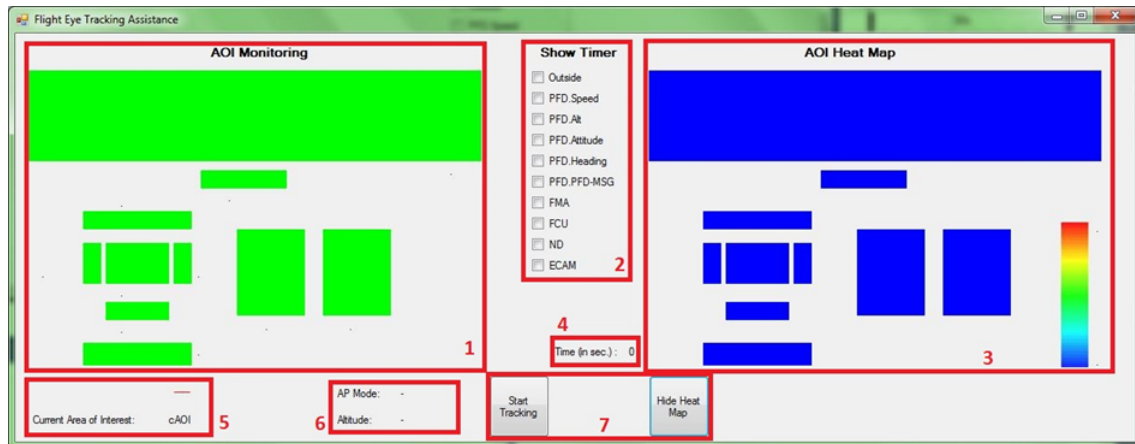 Flight Eye Tracking Assistance
AOI Monitoring
Show Timer
AOI Heat Map
Outside
PFD.Speed
PFD.Alt
PFD.Attitude
PFD.Heading
PFD.PFD-MSG
FMA
FCU
ND
ECAM
2
4
1
Time (in sec.) : 0
3
AP Mode: -
Start Tracking
Hide Heat Map
Current Area of Interest: cAOI
5
6
Altitude: -
7